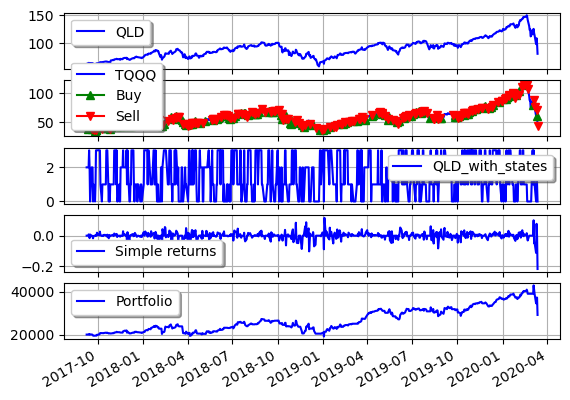 150
QLD
100
TQQQ
100
Buy
50
Sell
QLD_with_states
2
0
0.0
Simple returns
−0.2
40000
Portfolio
20000
2017-10 2018-01 2018-04 2018-07 2018-10 2019-01 2019-04 2019-07 2019-10 2020-01 2020-04